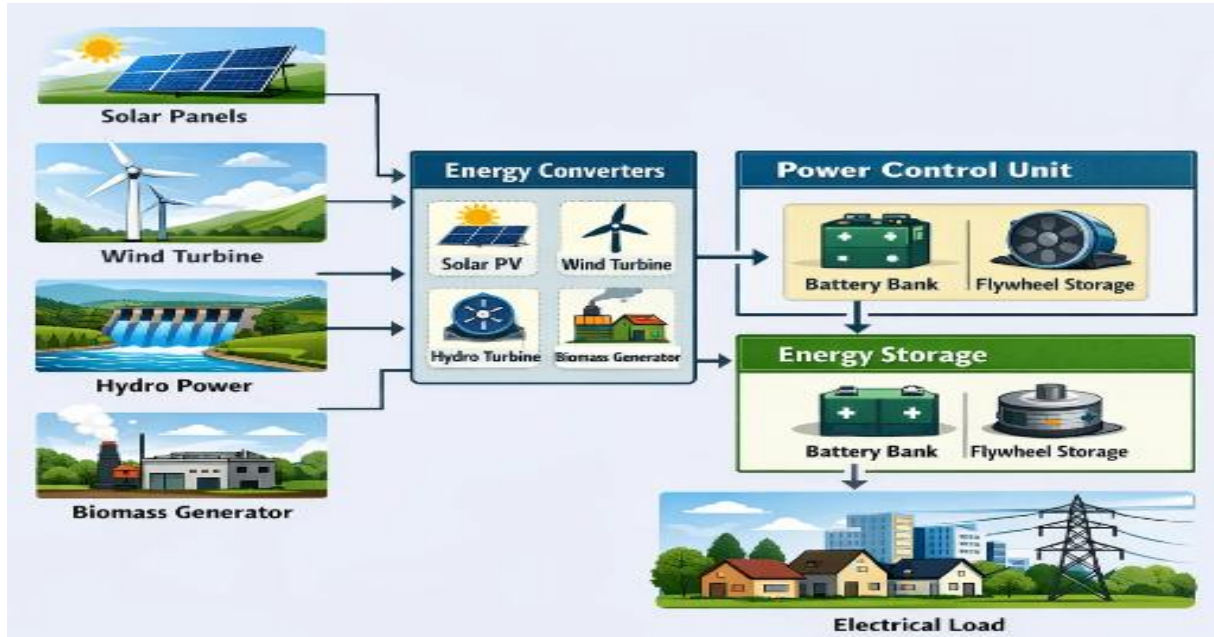 Solar Panels
Wind Turbine
Hydro Power
Biomass Generator
Energy Converters
Solar PV
Wind Turbine
Hydro Turbine
Biomass Generator
Power Control Unit
Battery Bank
Flywheel Storage
Energy Storage
Battery Bank
Flywheel Storage
Electrical Load